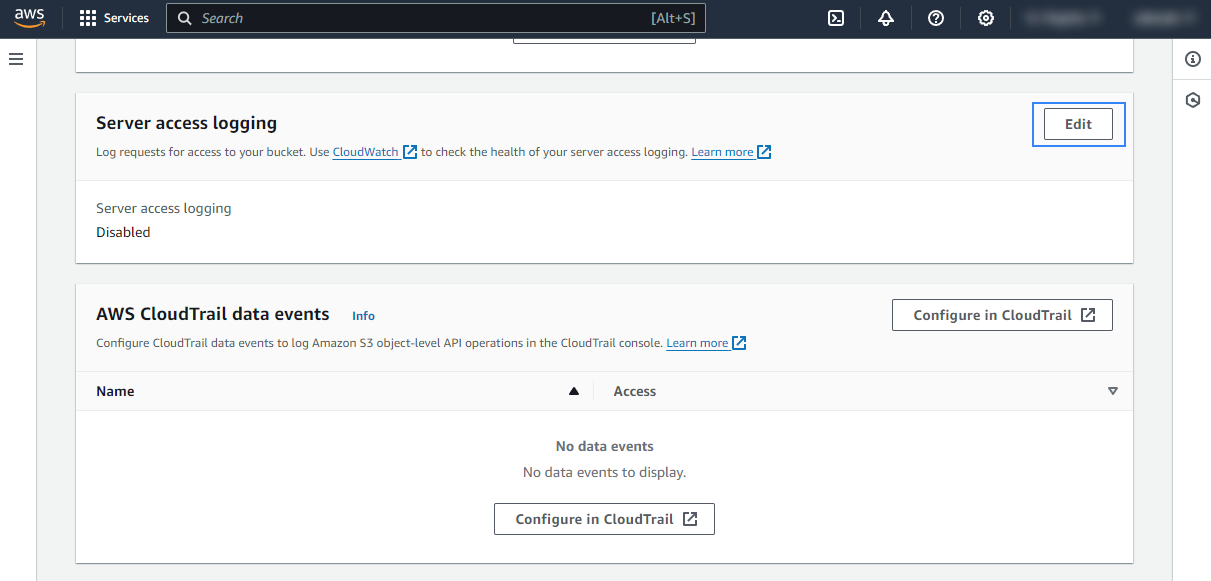 aws Services Search [Alt+S]
Server access logging
Edit
Log requests for access to your bucket. Use CloudWatch to check the health of your server access logging. Learn more
Server access logging
Disabled
AWS CloudTrail data events Info
Configure in CloudTrail
Configure CloudTrail data events to log Amazon S3 object-level API operations in the CloudTrail console. Learn more
Name Access
No data events
No data events to display.
Configure in CloudTrail